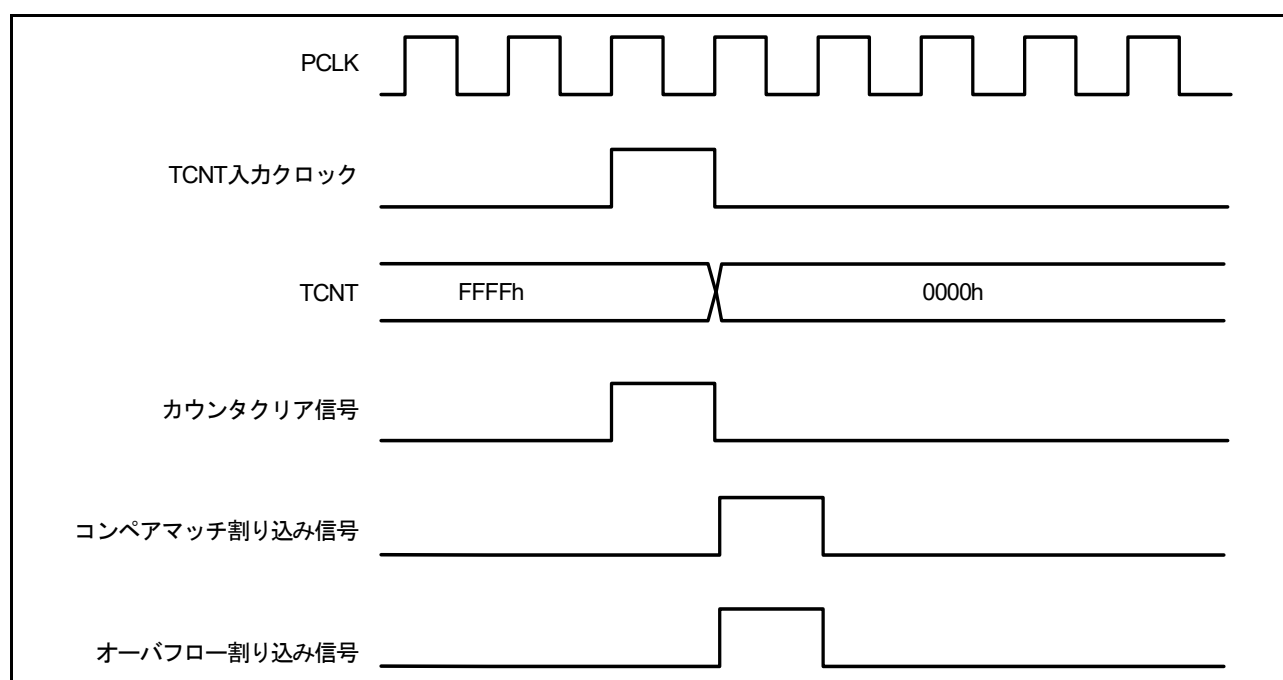 PCLK
TCNT入力クロック
TCNT
FFFFh
0000h
カウンタクリア信号
コンペアマッチ割り込み信号
オーバフロー割り込み信号